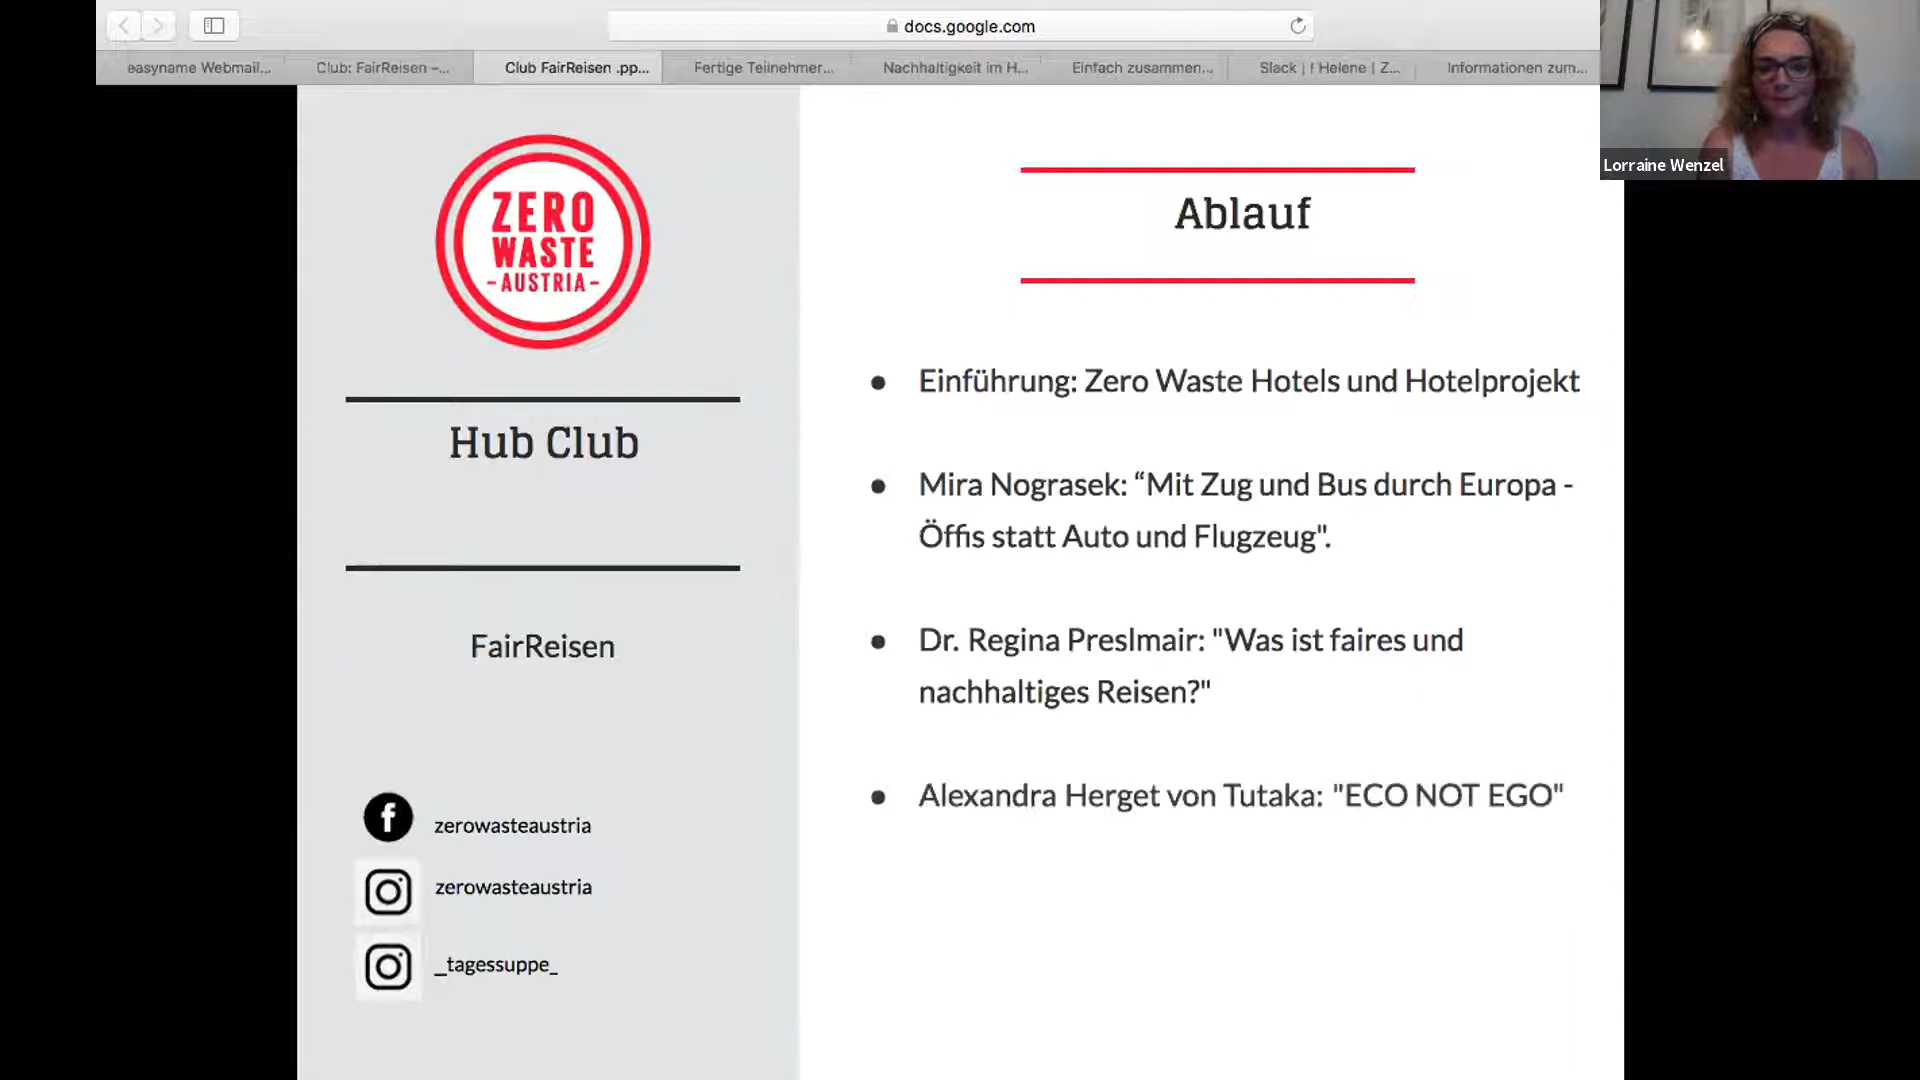 docs.google.com
easyname Webmail...
Club: FairReisen –...
Club FairReisen .pp...
Fertige Teilnehmer...
Nachhaltigkeit im H...
Einfach zusammen...
Slack | ! Helene | Z...
Informationen zum...
Lorraine Wenzel
ZERO
WASTE
-AUSTRIA-
Hub Club
FairReisen
zerowasteaustria
zerowasteaustria
_tagessuppe_
Ablauf
● Einführung: Zero Waste Hotels und Hotelprojekt
● Mira Nograsek: “Mit Zug und Bus durch Europa -
Öffis statt Auto und Flugzeug".
● Dr. Regina Preslmair: "Was ist faires und
nachhaltiges Reisen?"
● Alexandra Herget von Tutaka: "ECO NOT EGO"